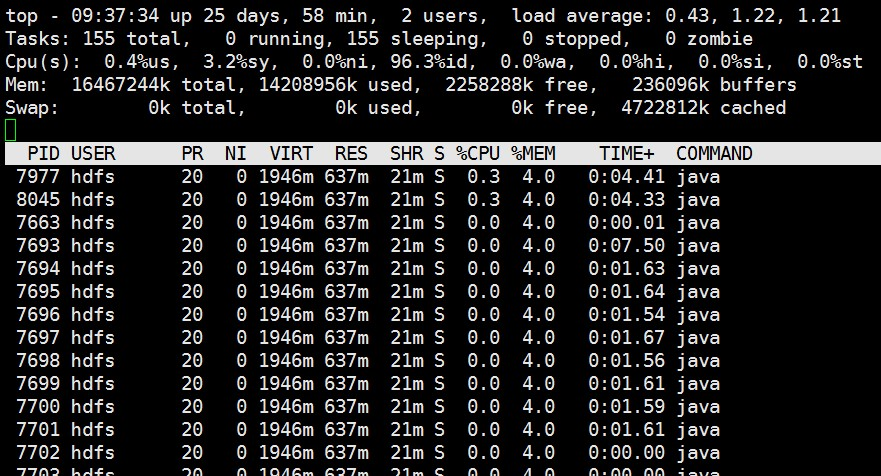 top - 09:37:34 up 25 days, 58 min,  2 users,  load average: 0.43, 1.22, 1.21
Tasks: 155 total,   0 running, 155 sleeping,   0 stopped,   0 zombie
Cpu(s):  0.4%us,  3.2%sy,  0.0%ni, 96.3%id,  0.0%wa,  0.0%hi,  0.0%si,  0.0%st
Mem:  16467244k total, 14208956k used,  2258288k free,   236096k buffers
Swap:        0k total,        0k used,        0k free,  4722812k cached
  PID USER      PR  NI  VIRT  RES  SHR S %CPU %MEM    TIME+  COMMAND
 7977 hdfs      20   0 1946m 637m  21m S  0.3  4.0   0:04.41 java
 8045 hdfs      20   0 1946m 637m  21m S  0.3  4.0   0:04.33 java
 7663 hdfs      20   0 1946m 637m  21m S  0.0  4.0   0:00.01 java
 7693 hdfs      20   0 1946m 637m  21m S  0.0  4.0   0:07.50 java
 7694 hdfs      20   0 1946m 637m  21m S  0.0  4.0   0:01.63 java
 7695 hdfs      20   0 1946m 637m  21m S  0.0  4.0   0:01.64 java
 7696 hdfs      20   0 1946m 637m  21m S  0.0  4.0   0:01.54 java
 7697 hdfs      20   0 1946m 637m  21m S  0.0  4.0   0:01.67 java
 7698 hdfs      20   0 1946m 637m  21m S  0.0  4.0   0:01.56 java
 7699 hdfs      20   0 1946m 637m  21m S  0.0  4.0   0:01.61 java
 7700 hdfs      20   0 1946m 637m  21m S  0.0  4.0   0:01.59 java
 7701 hdfs      20   0 1946m 637m  21m S  0.0  4.0   0:01.61 java
 7702 hdfs      20   0 1946m 637m  21m S  0.0  4.0   0:00.00 java
 7703 hdfs      20   0 1946m 637m  21m S  0.0  4.0   0:00.00 java